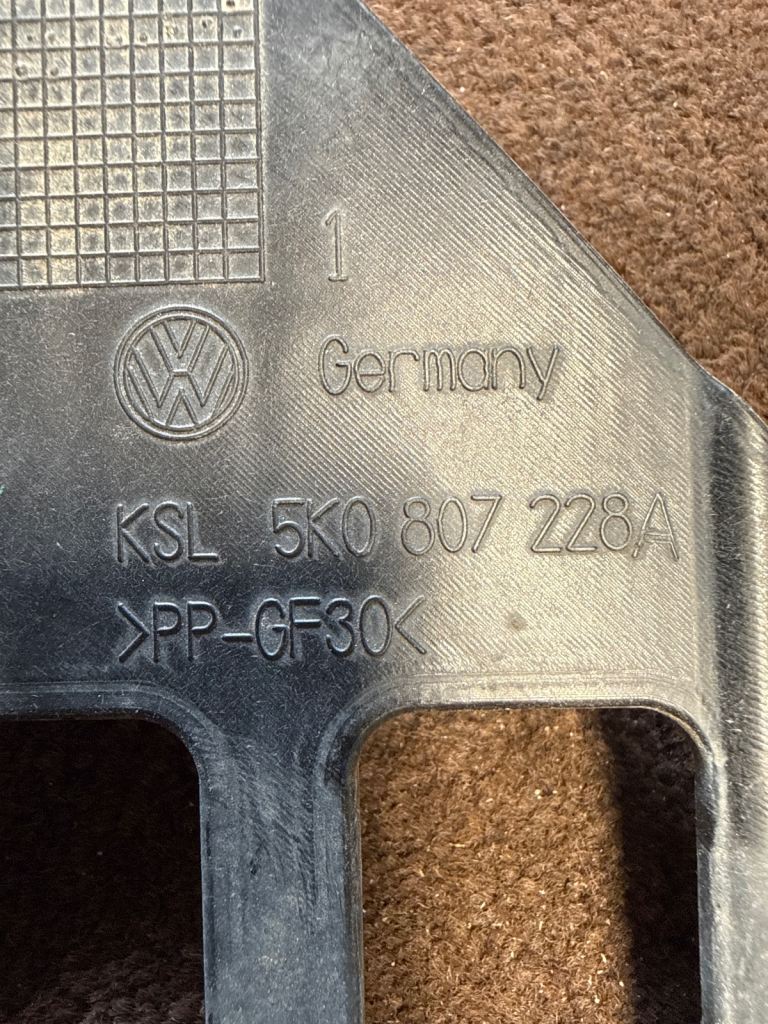 1
Germany
KSL 5K0 807 228A
>PP-GF30<